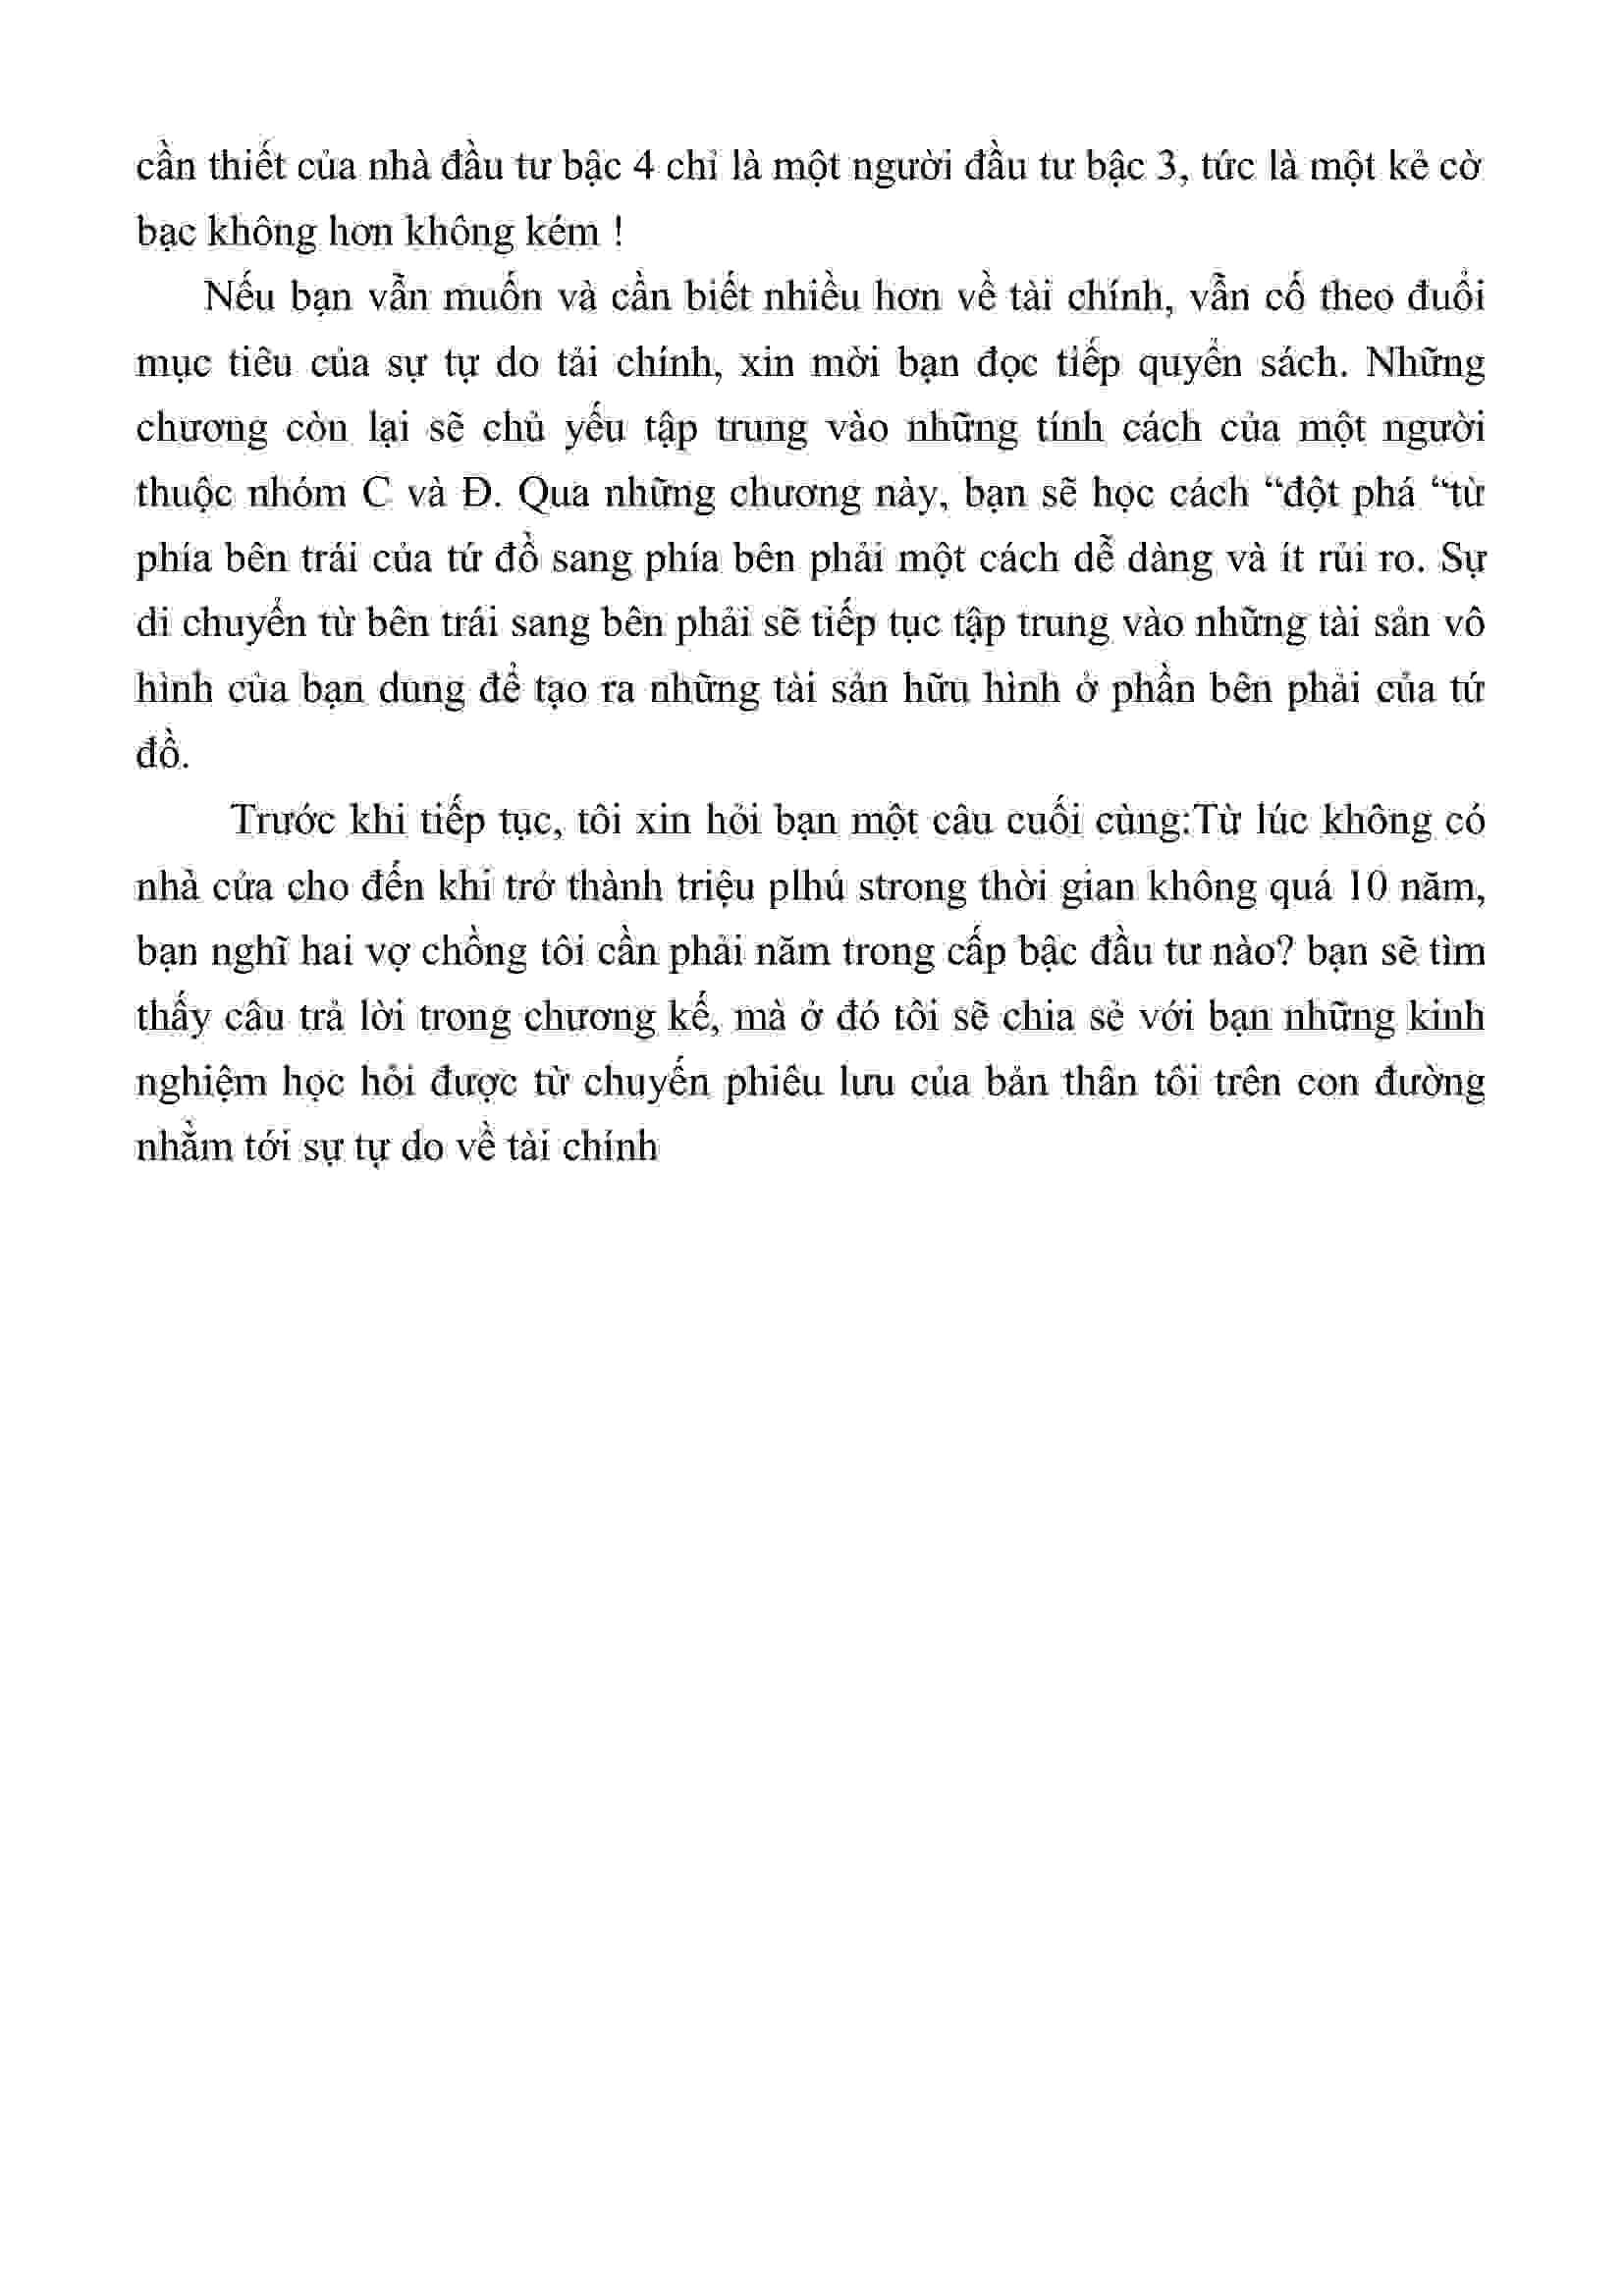 cần thiết của nhà đầu tư bậc 4 chỉ là một người đầu tư bậc 3, tức là một kẻ cờ
bạc không hơn không kém !
Nếu bạn vẫn muốn và cần biết nhiều hơn về tài chính, vẫn cố theo đuổi
mục tiêu của sự tự do tải chính, xin mời bạn đọc tiếp quyển sách. Những
chương còn lại sẽ chủ yếu tập trung vào những tính cách của một người
thuộc nhóm C và Đ. Qua những chương này, bạn sẽ học cách “đột phá “từ
phía bên trái của tứ đồ sang phía bên phải một cách dễ dàng và ít rủi ro. Sự
di chuyển từ bên trái sang bên phải sẽ tiếp tục tập trung vào những tài sản vô
hình của bạn dung để tạo ra những tài sản hữu hình ở phần bên phải của tứ
đồ.
Trước khi tiếp tục, tôi xin hỏi bạn một câu cuối cùng:Từ lúc không có
nhà cửa cho đến khi trở thành triệu plhú strong thời gian không quá 10 năm,
bạn nghĩ hai vợ chồng tôi cần phải năm trong cấp bậc đầu tư nào? bạn sẽ tìm
thấy câu trả lời trong chương kế, mà ở đó tôi sẽ chia sẻ với bạn những kinh
nghiệm học hỏi được từ chuyến phiêu lưu của bản thân tôi trên con đường
nhằm tới sự tự do về tài chính